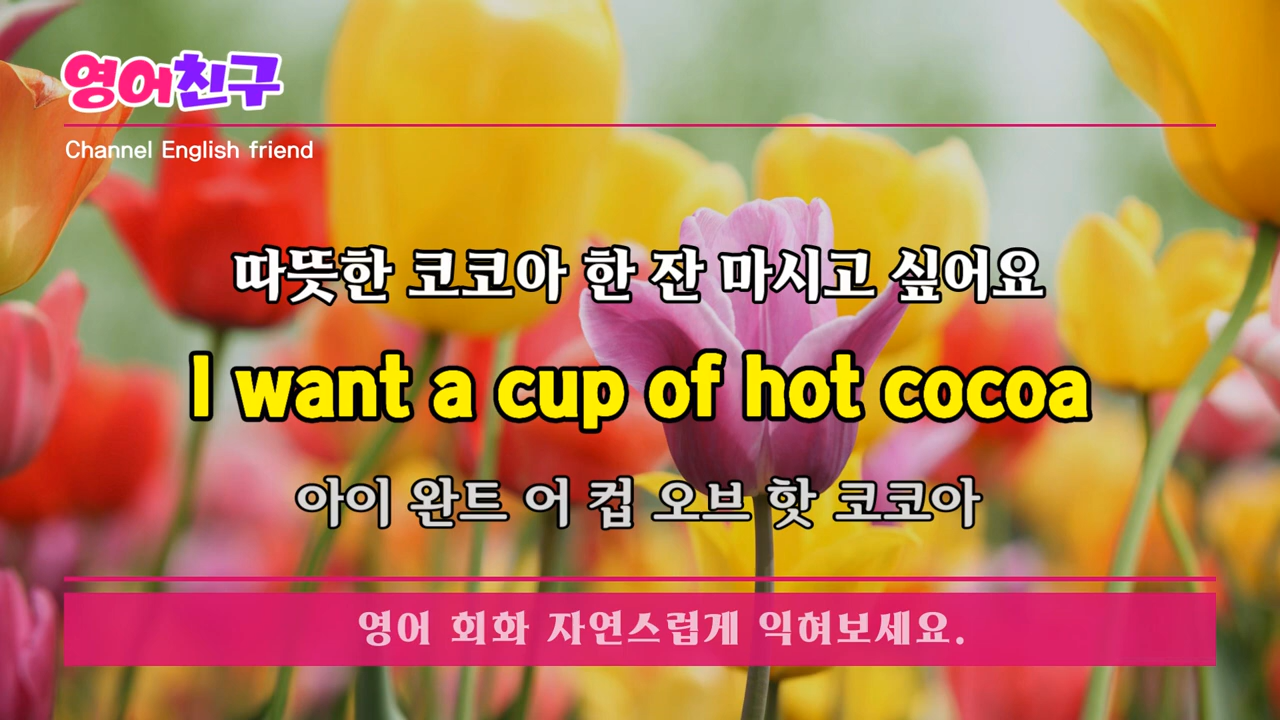 영어친구
Channel English friend
따뜻한 코코아 한 잔 마시고 싶어요
I want a cup of hot cocoa
아이 완트 어 컵 오브 핫 코코아
영어 회화 자연스럽게 익혀보세요.